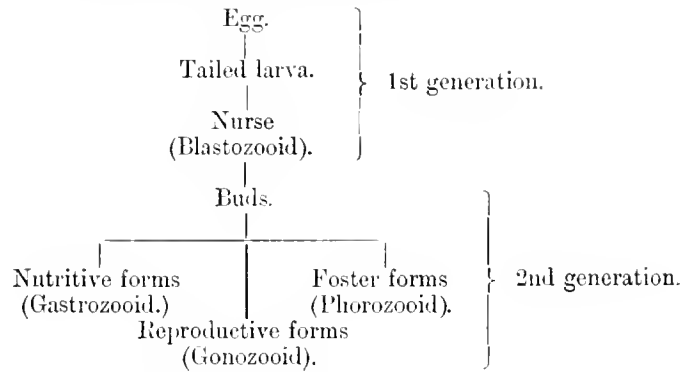 Egg.
Tailed larva.
1st generation.
Nurse
(Blastozooid).
Buds.
Nutritive forms
(Gastrozooid.)
Foster forms
(Phorozooid).
2nd generation.
Reproductive forms
(Gonozooid).